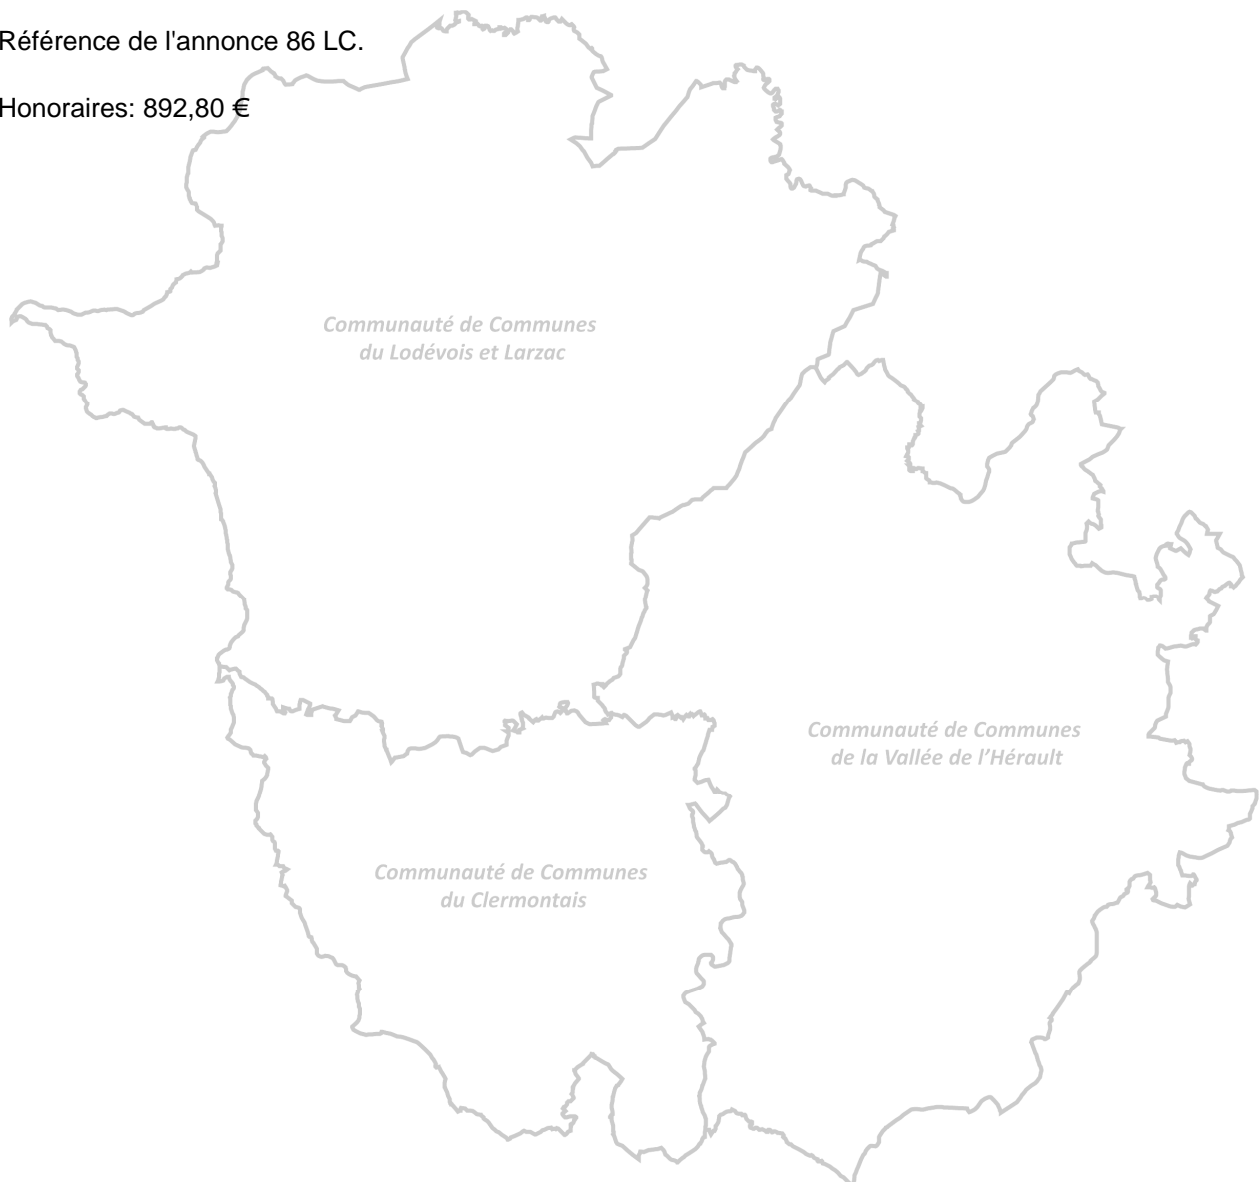 Référence de l'annonce 86 LC.
Honoraires: 892,80 €
Communauté de Communes
du Lodévois et Larzac
Communauté de Communes
de la Vallée de l'Hérault
Communauté de Communes
du Clermontais